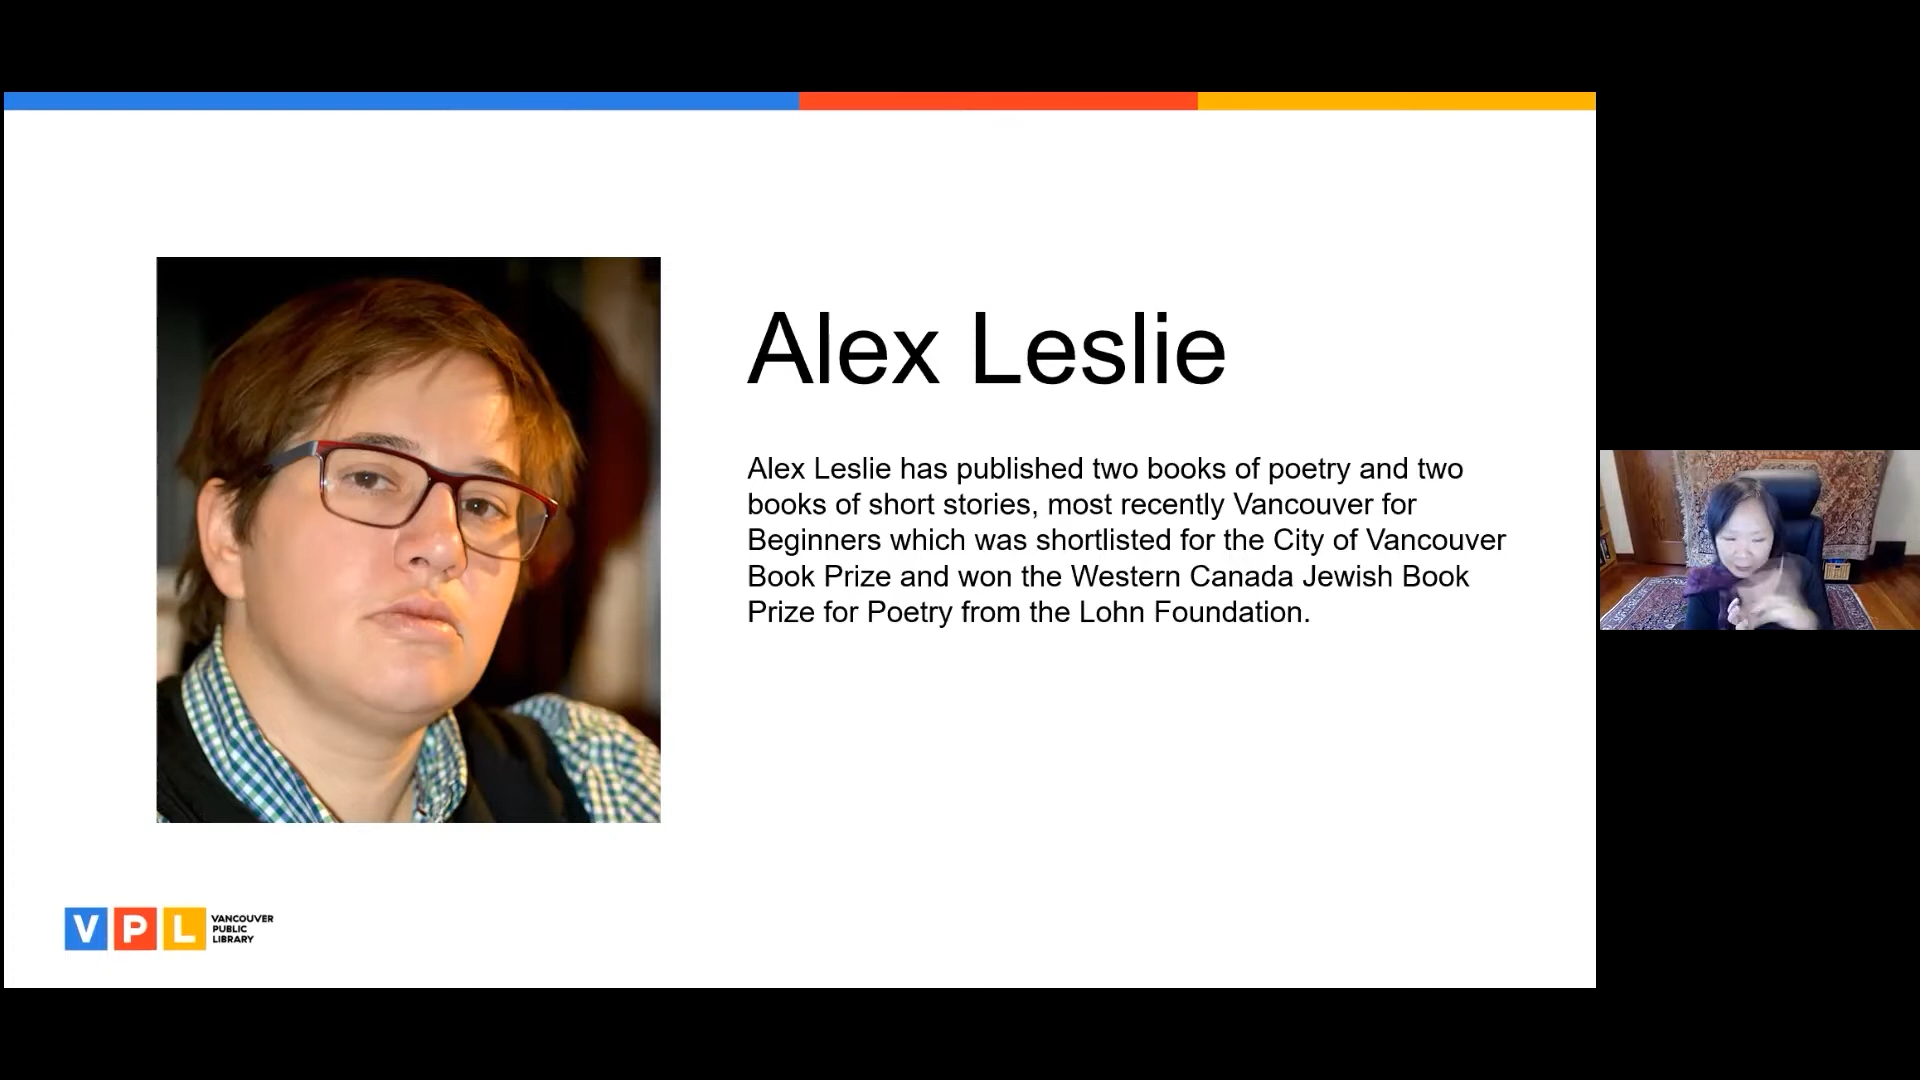 Alex Leslie
Alex Leslie has published two books of poetry and two
books of short stories, most recently Vancouver for
Beginners which was shortlisted for the City of Vancouver
Book Prize and won the Western Canada Jewish Book
Prize for Poetry from the Lohn Foundation.
VPL
VANCOUVER
PUBLIC
LIBRARY